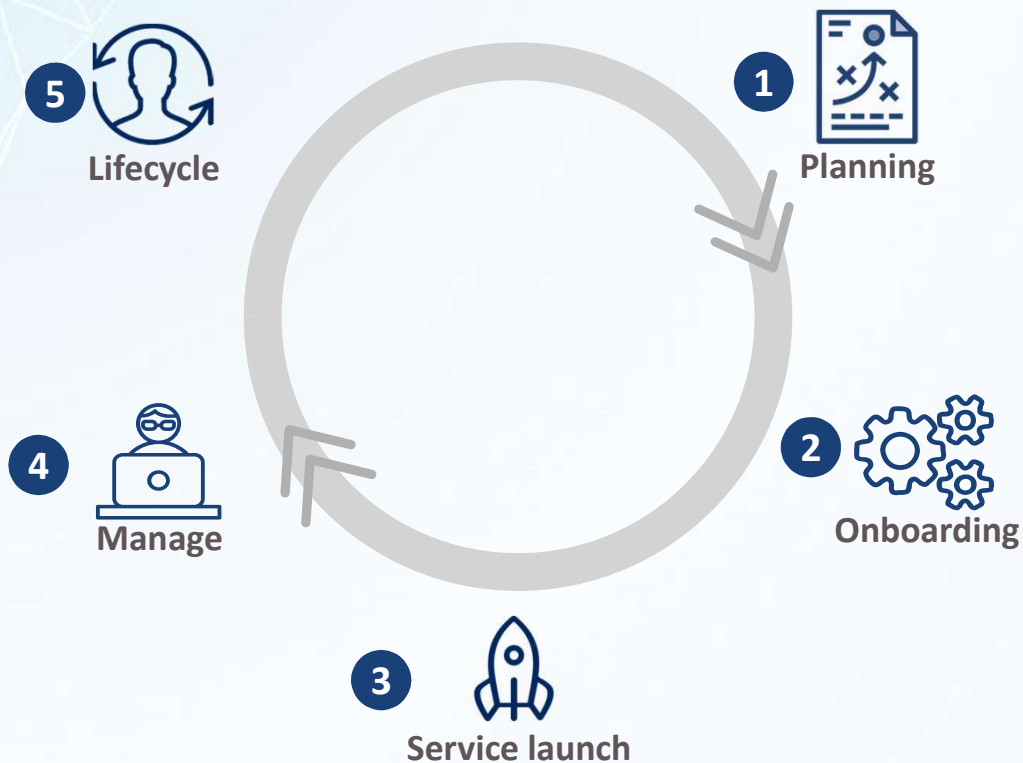 1
Planning
2
Onboarding
3
Service launch
4
Manage
5
Lifecycle